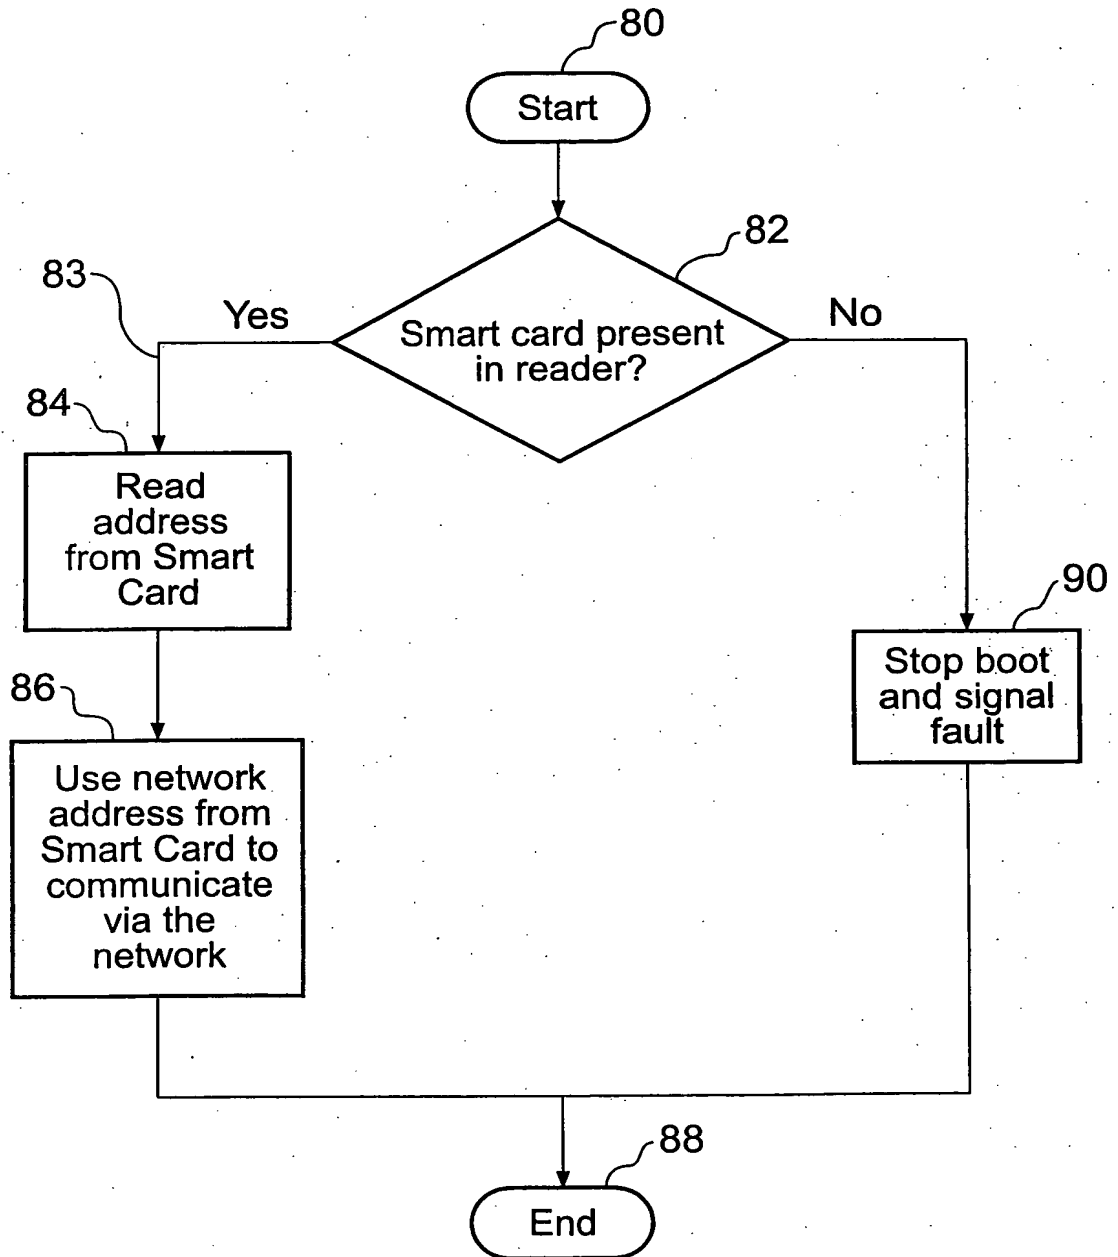 80
Start
82
83
Yes
No
Smart card present
in reader?
84
Read
address
from Smart
Card
90
Stop boot
and signal
fault
86
Use network
address from
Smart Card to
communicate
via the
network
88
End